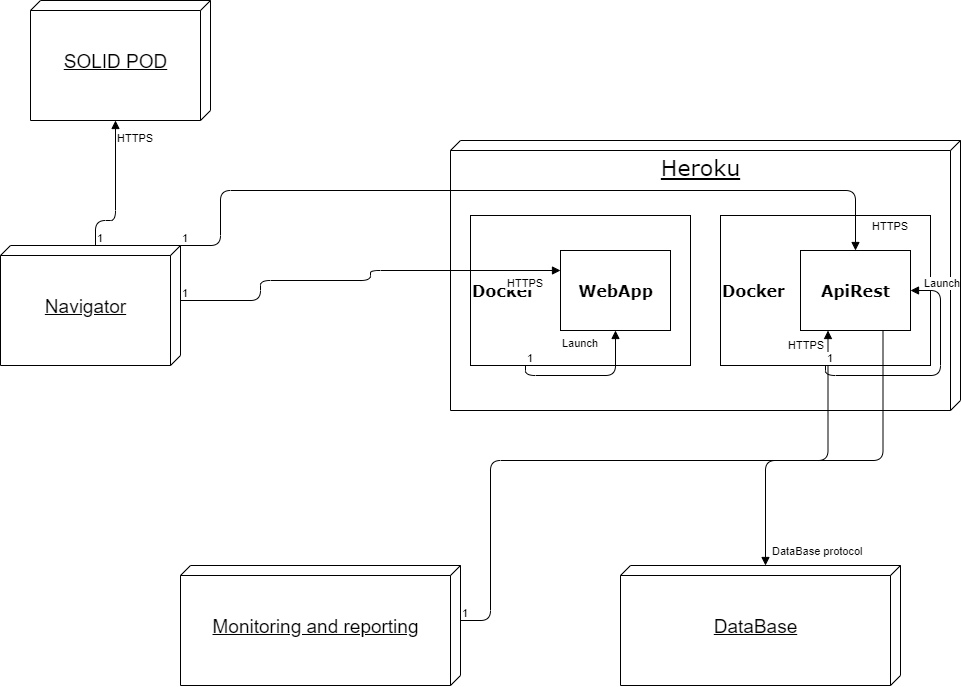 SOLID POD
HTTPS
Heroku
1
1
HTTPS
Navigator
1
HTTPS
Docker
WebApp
Docker
ApiRest
Launch
Launch
HTTPS
1
1
DataBase protocol
1
Monitoring and reporting
DataBase